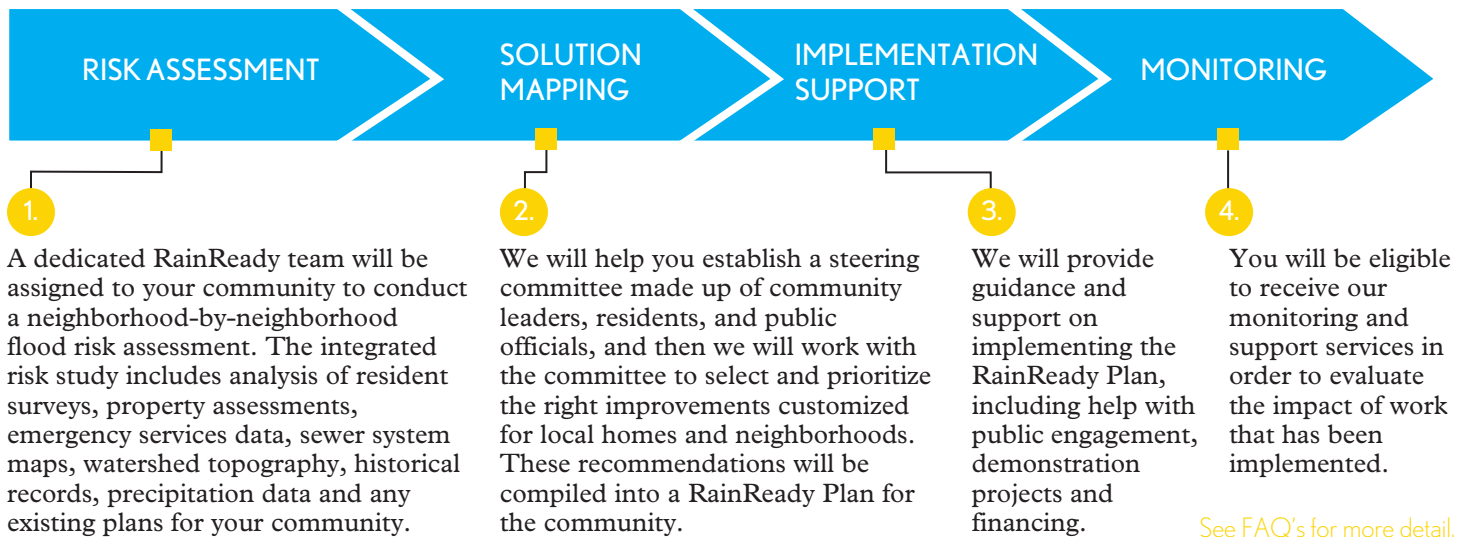 RISK ASSESSMENT
SOLUTION
MAPPING
IMPLEMENTATION
SUPPORT
MONITORING
1.
A dedicated RainReady team will be
assigned to your community to conduct
a neighborhood-by-neighborhood
flood risk assessment. The integrated
risk study includes analysis of resident
surveys, property assessments,
emergency services data, sewer system
maps, watershed topography, historical
records, precipitation data and any
existing plans for your community.
2.
We will help you establish a steering
committee made up of community
leaders, residents, and public
officials, and then we will work with
the committee to select and prioritize
the right improvements customized
for local homes and neighborhoods.
These recommendations will be
compiled into a RainReady Plan for
the community.
3.
We will provide
guidance and
support on
implementing the
RainReady Plan,
including help with
public engagement,
demonstration
projects and
financing.
4.
You will be eligible
to receive our
monitoring and
support services in
order to evaluate
the impact of work
that has been
implemented.
See FAQ's for more detail.